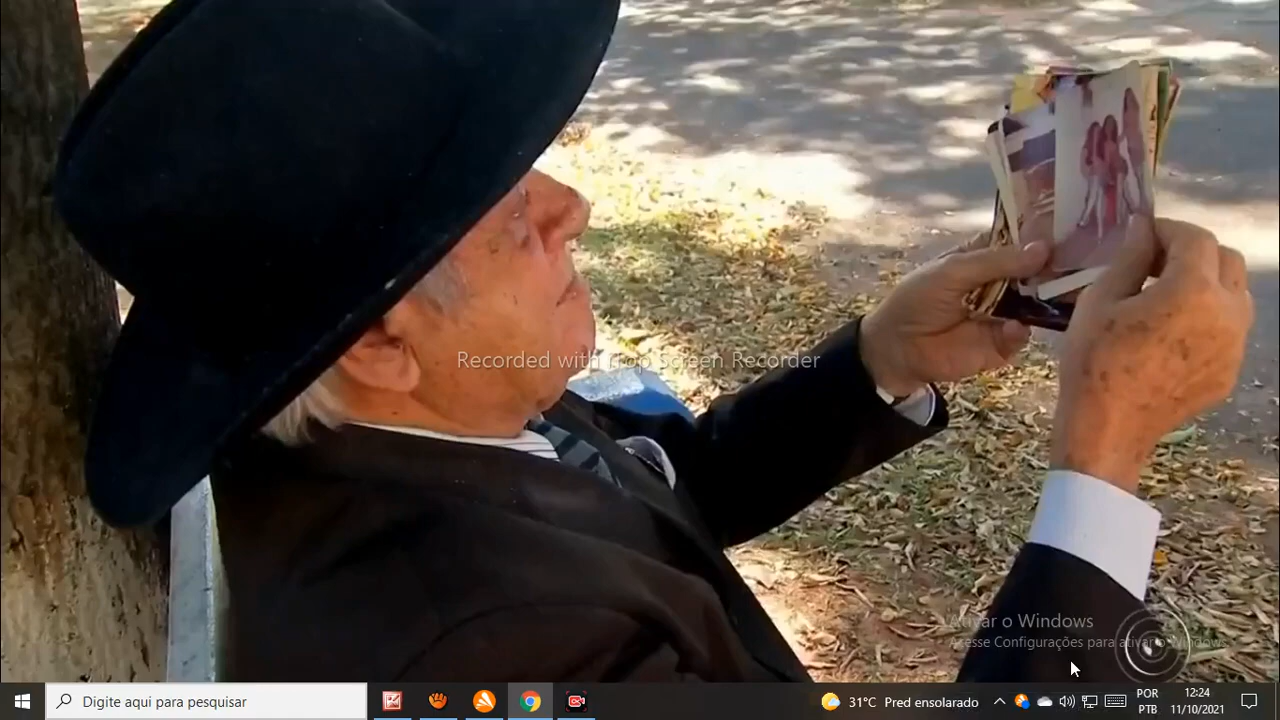 Recorded with iTop Screen Recorder
Ativar o Windows
Acesse Configurações para ativar o Windows.
Digite aqui para pesquisar
31°C Pred ensolarado
POR
PTB
12:24
11/10/2021